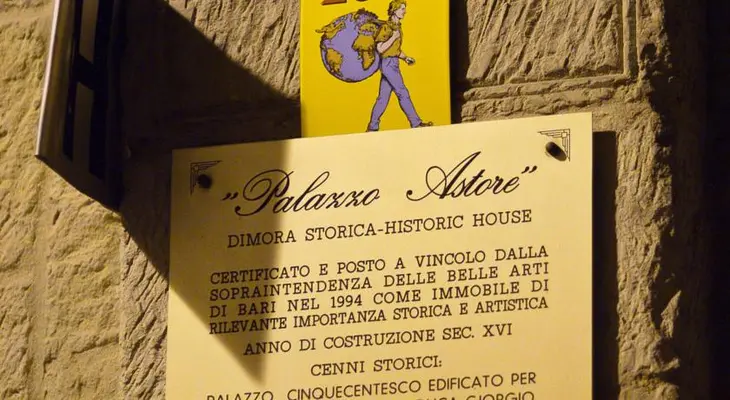 "Palazzo Astore"
DIMORA STORICA-HISTORIC HOUSE
CERTIFICATO E POSTO A VINCOLO DALLA
SOPRAINTENDENZA DELLE BELLE ARTI
DI BARI NEL 1994 COME IMMOBILE DI
RILEVANTE IMPORTANZA STORICA E ARTISTICA
ANNO DI COSTRUZIONE SEC. XVI
CENNI STORICI:
PALAZZO CINQUECENTESCO EDIFICATO PER
GIORGIO